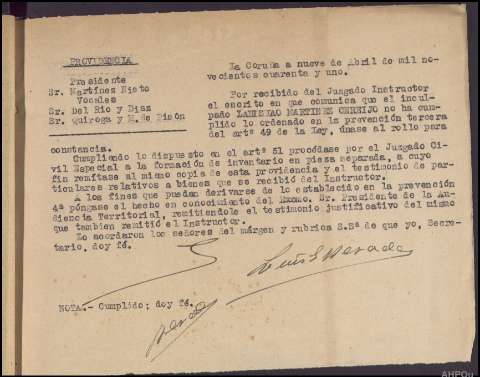 PROVIDENCIA
Presidente
Sr. Martínez Nieto
Vocales
Sr. Del Rio y Diaz
Sr. Quiroga y M. de Pisón
La Coruña a nueve de Abril de mil no-
vecientos cuarenta y uno.
Por recibido del Juzgado Instructor
el escrito en que comunica que el incul-
pado LADISLAO MARTINEZ no ha cum-
plido lo ordenado en la prevención tercera
del artº 49 de la Ley, únase al rollo para
constancia.
Cumpliendo lo dispuesto en el artº 51 procédase por el Juzgado Ci-
vil Especial a la formación de inventario en pieza separada, a cuyo
fin remítase al mismo copia de esta providencia y el testimonio de par-
ticulares relativos a bienes que se recibió del Instructor.
A los fines que puedan derivarse de lo establecido en la prevención
4ª póngase el hecho en conocimiento del Excmo. Sr. Presidente de la Au-
diencia Territorial, remitiendole el testimonio justificativo del mismo
que tambien remitió el Instructor.
Lo acordaron los señores del márgen y rubrica S.Sª de que yo, Secre-
tario, doy fé.
NOTA.- Cumplido; doy fé.
AHPOu